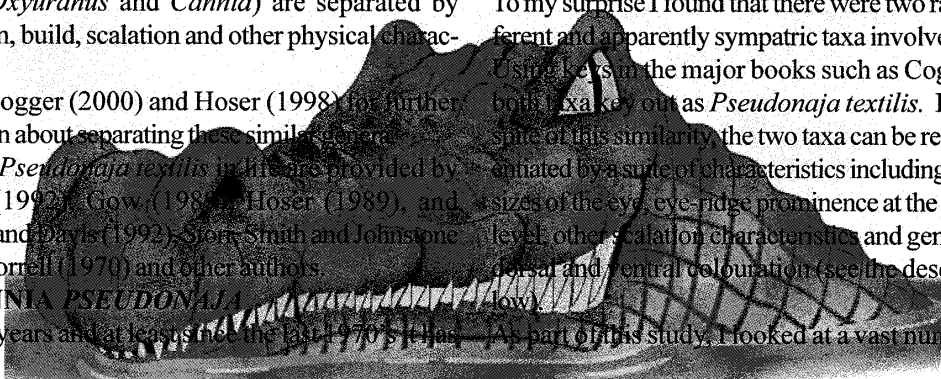 Oxyuranus and Cannia) are separated by
n, build, scalation and other physical charac-
ogger (2000) and Hoser (1998) for further
n about separating these similar genera
Pseudonaja textilis in life are provided by
(1992), Gow (198 Hoser (1989), and
and Davis (1992), Storr, Smith and Johnstone
orrell (1970) and other authors.
NIA PSEUDONAJA
years and at least since the last 1970's it has
To my surprise I found that there were two ra
ferent and apparently sympatric taxa involve
Using keys in the major books such as Cog
both taxa key out as Pseudonaja textilis.
spite of this similarity, the two taxa can be re
entiated by a suite of characteristics including
sizes of the eye, eye-ridge prominence at the
level, other scalation characteristics and gen
dorsal and ventral colouration (see the desc
low).
As part of this study, I looked at a vast num